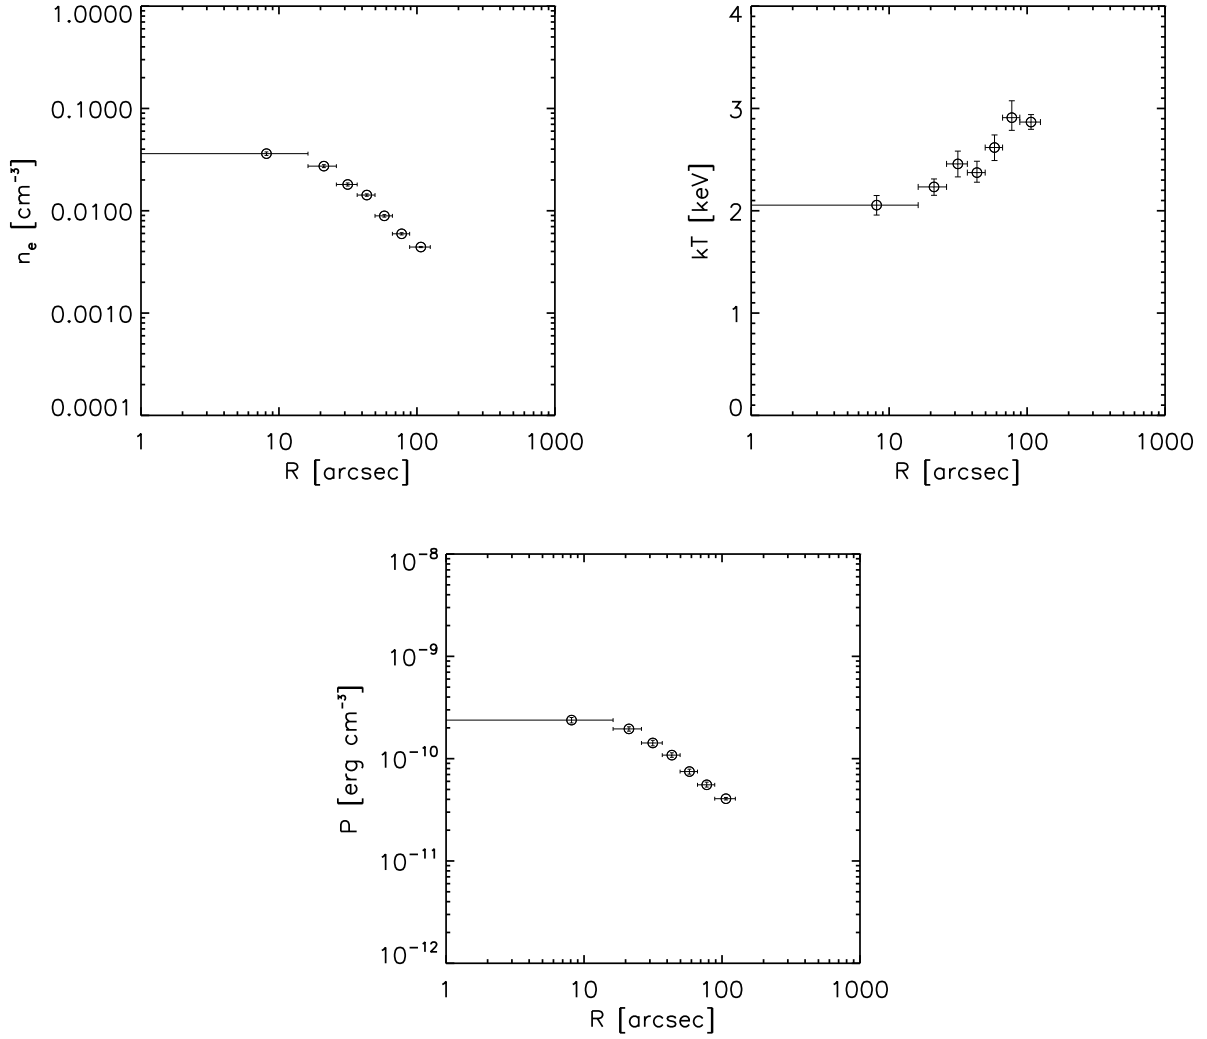 1.0000
0.1000
0.0100
0.0010
0.0001
nₑ [cm⁻³]
1 10 100 1000
R [arcsec]
4
3
2
1
0
kT [keV]
1 10 100 1000
R [arcsec]
10⁻⁸
10⁻⁹
10⁻¹⁰
10⁻¹¹
10⁻¹²
P [erg cm⁻³]
1 10 100 1000
R [arcsec]